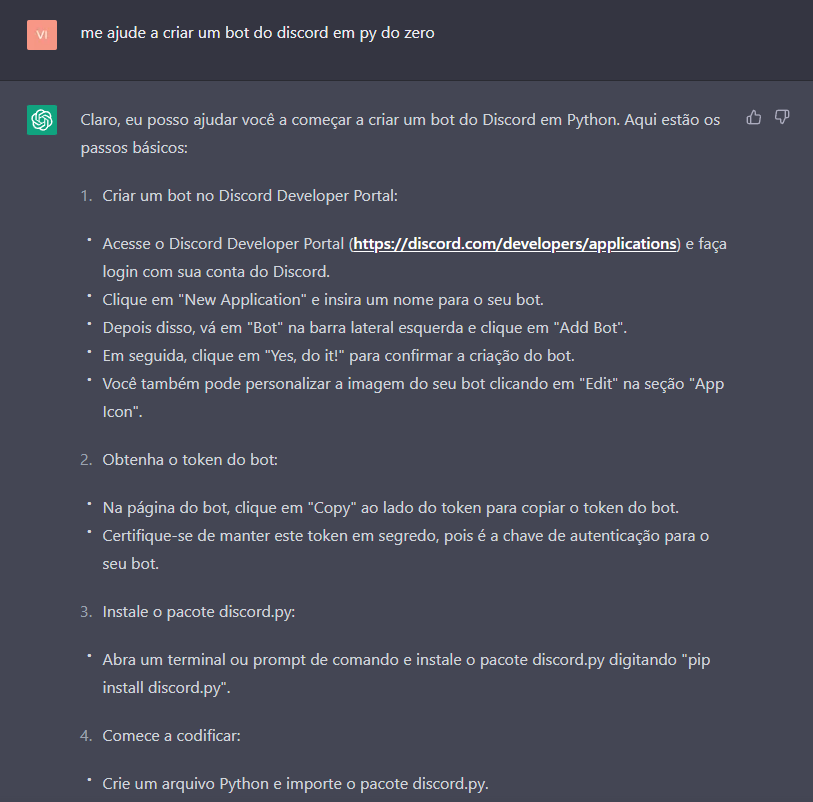 VI
me ajude a criar um bot do discord em py do zero
Claro, eu posso ajudar você a começar a criar um bot do Discord em Python. Aqui estão os
passos básicos:
1. Criar um bot no Discord Developer Portal:
• Acesse o Discord Developer Portal (https://discord.com/developers/applications) e faça
login com sua conta do Discord.
• Clique em "New Application" e insira um nome para o seu bot.
• Depois disso, vá em "Bot" na barra lateral esquerda e clique em "Add Bot".
• Em seguida, clique em "Yes, do it!" para confirmar a criação do bot.
• Você também pode personalizar a imagem do seu bot clicando em "Edit" na seção "App
Icon".
2. Obtenha o token do bot:
• Na página do bot, clique em "Copy" ao lado do token para copiar o token do bot.
• Certifique-se de manter este token em segredo, pois é a chave de autenticação para o
seu bot.
3. Instale o pacote discord.py:
• Abra um terminal ou prompt de comando e instale o pacote discord.py digitando "pip
install discord.py".
4. Comece a codificar:
• Crie um arquivo Python e importe o pacote discord.py.